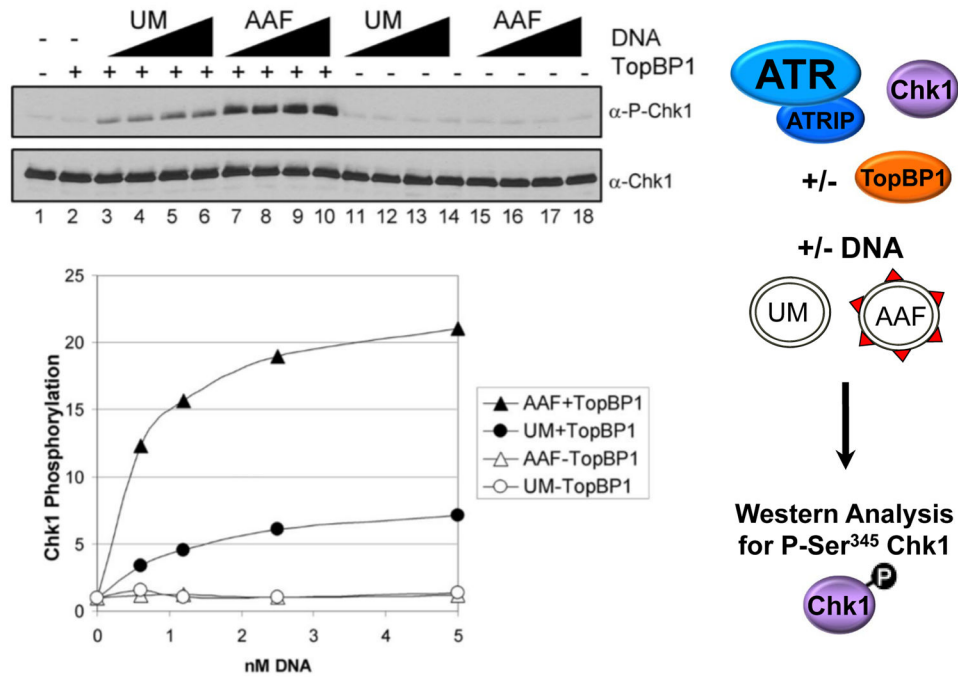 UM AAF UM AAF
- - DNA
- + + + + + + + + + - - - - - - - - TopBP1
α-P-Chk1
α-Chk1
1 2 3 4 5 6 7 8 9 10 11 12 13 14 15 16 17 18
25
20
15
10
5
0
0 1 2 3 4 5
Chk1 Phosphorylation
nM DNA
AAF+TopBP1
UM+TopBP1
AAF-TopBP1
UM-TopBP1
ATR
ATRIP
Chk1
+/- TopBP1
+/- DNA
UM AAF
Western Analysis
for P-Ser³⁴⁵ Chk1
P
Chk1